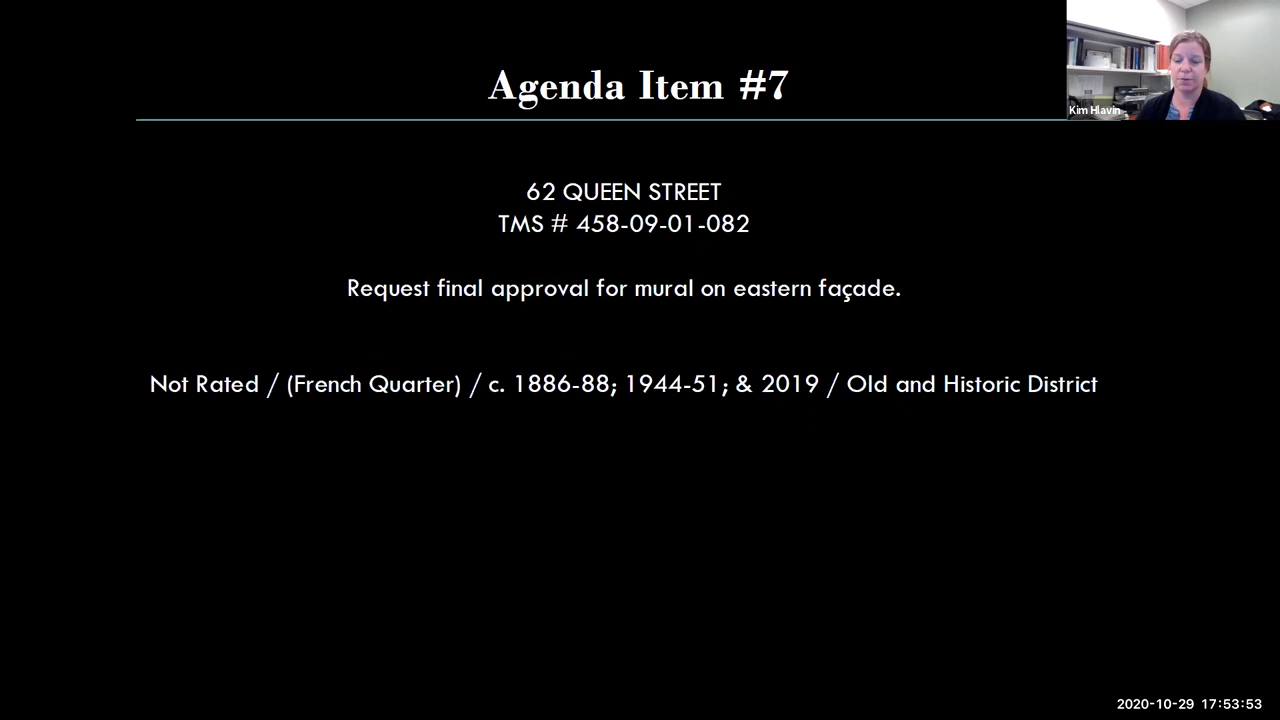 Agenda Item #7
Kim Hlavin
62 QUEEN STREET
TMS # 458-09-01-082
Request final approval for mural on eastern façade.
Not Rated / (French Quarter) / c. 1886-88; 1944-51; & 2019 / Old and Historic District
2020-10-29 17:53:53